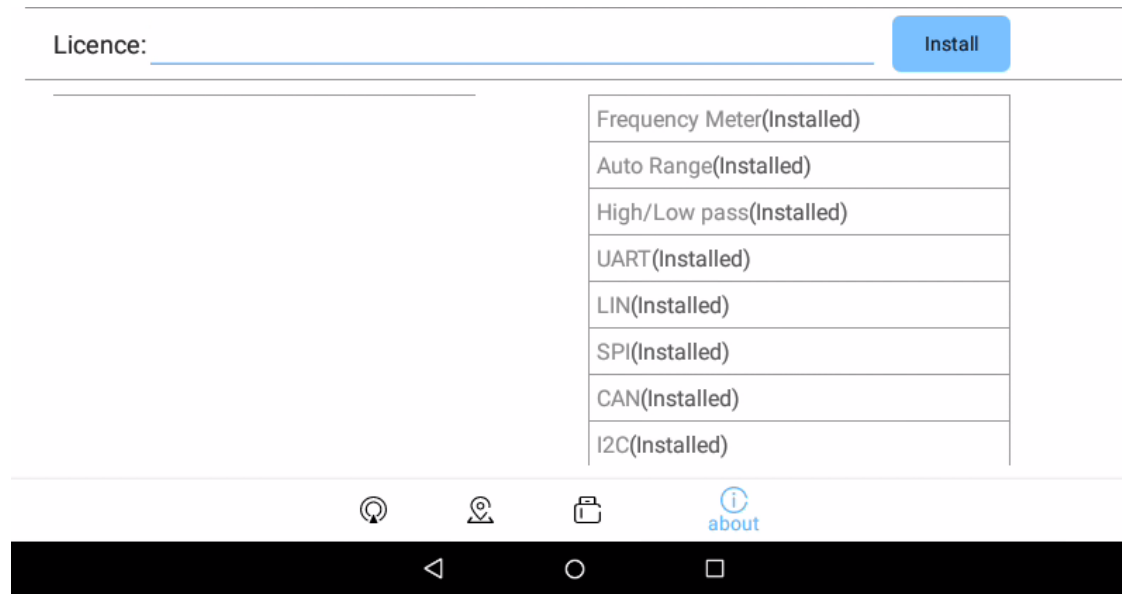 Licence:
Install
Frequency Meter(Installed)
Auto Range(Installed)
High/Low pass(Installed)
UART(Installed)
LIN(Installed)
SPI(Installed)
CAN(Installed)
I2C(Installed)
about